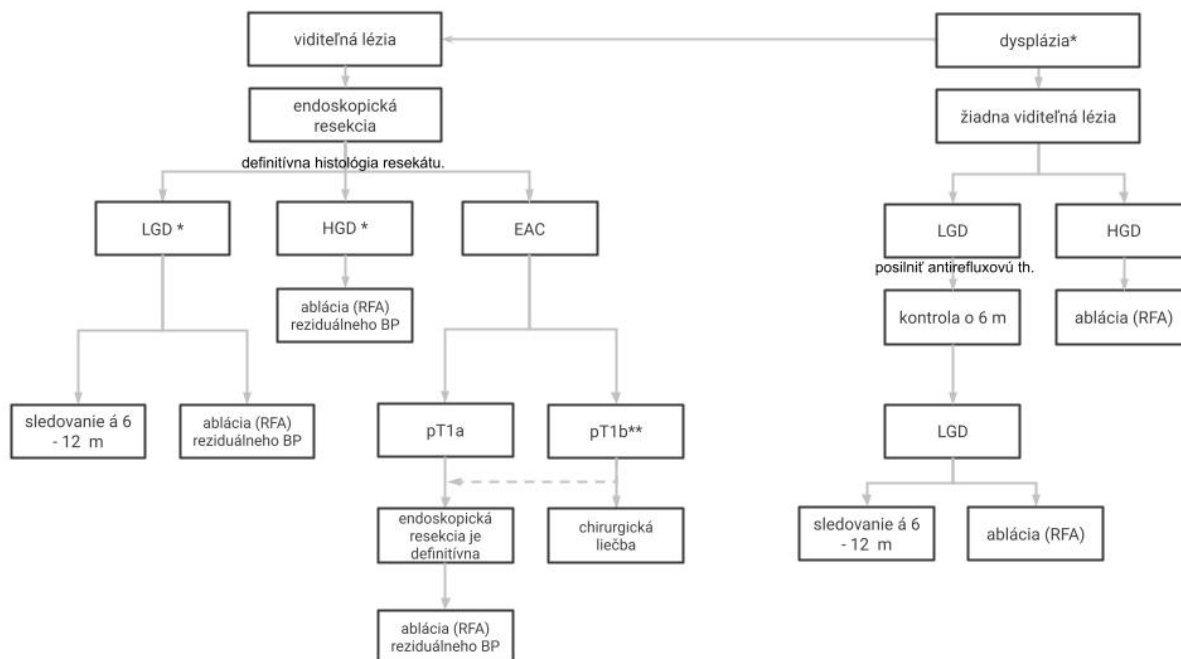 viditeľná lézia
dysplázia*
endoskopická
resekcia
žiadna viditeľná lézia
definitívna histológia resekátu.
LGD *
HGD *
EAC
LGD
HGD
posilniť antirefluxovú th.
ablácia (RFA)
reziduálneho BP
kontrola o 6 m
ablácia (RFA)
sledovanie á 6
- 12 m
ablácia (RFA)
reziduálneho BP
pT1a
pT1b**
LGD
endoskopická
resekcia je
definitívna
chirurgická
liečba
sledovanie á 6
- 12 m
ablácia (RFA)
ablácia (RFA)
reziduálneho BP